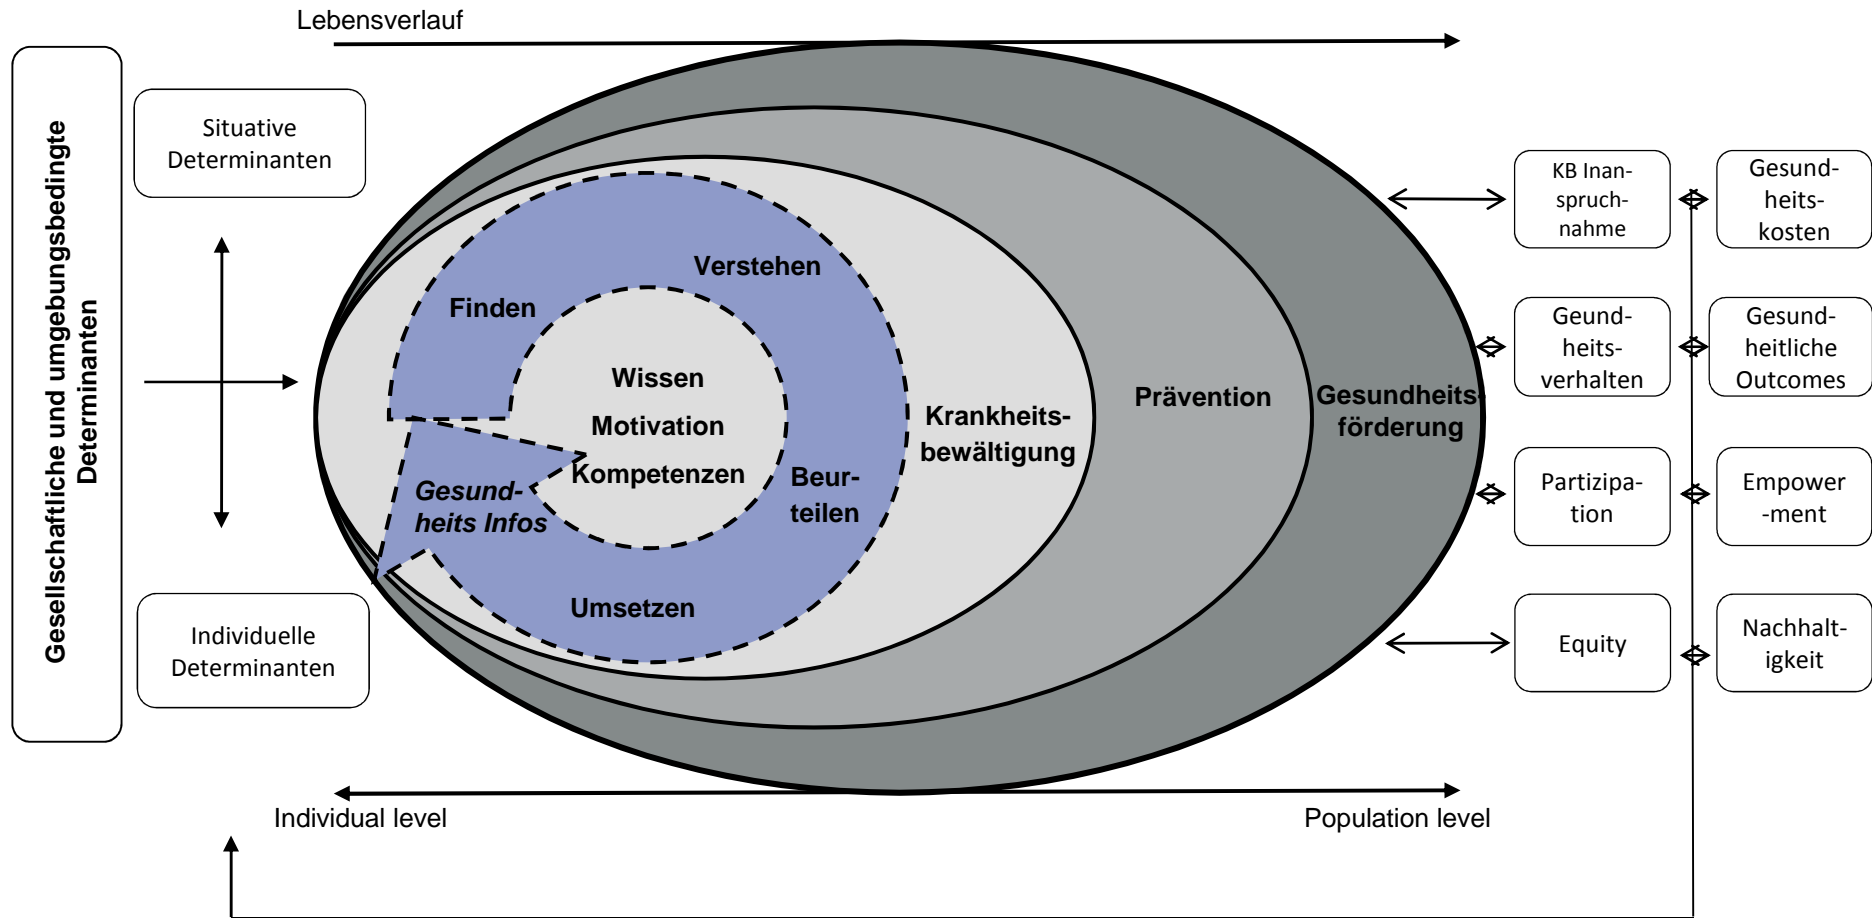 Lebensverlauf
Gesellschaftliche und umgebungsbedingte
Determinanten
Situative
Determinanten
Individuelle
Determinanten
Finden
Verstehen
Wissen
Motivation
Kompetenzen
Beur-
teilen
Gesund-
heits Infos
Umsetzen
Krankheits-
bewältigung
Prävention
Gesundheits-
förderung
KB Inan-
spruch-
nahme
Gesund-
heits-
kosten
Geund-
heits-
verhalten
Gesund-
heitliche
Outcomes
Partizipa-
tion
Empower
-ment
Equity
Nachhalt-
igkeit
Individual level
Population level